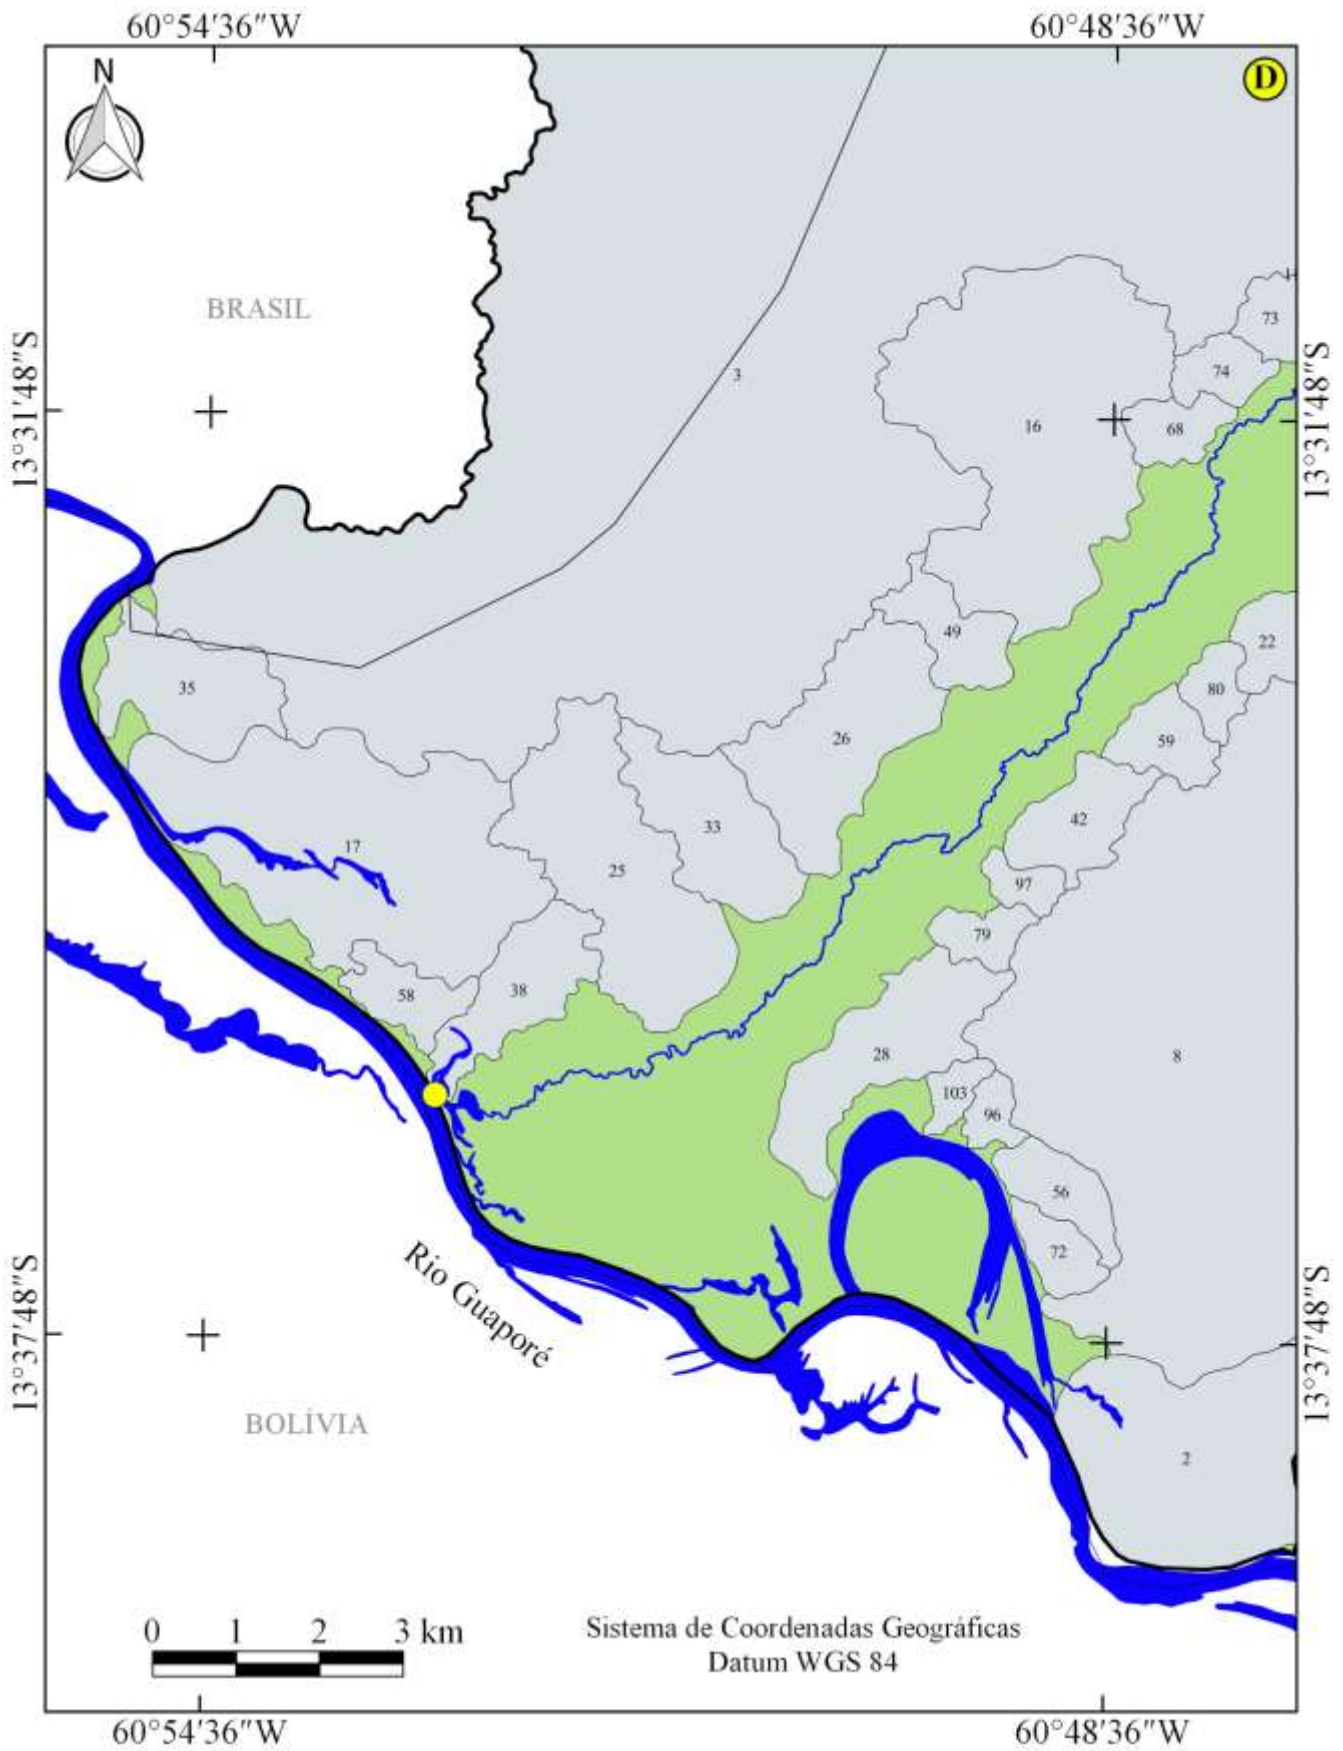 60°54'36"W
60°48'36"W
N
D
BRASIL
73
3
74
13°31'48"S
13°31'48"S
16
68
49
22
35
80
26
59
42
33
17
25
97
79
58
38
28
8
103
96
56
72
Rio Guaporé
13°37'48"S
13°37'48"S
BOLÍVIA
2
0 1 2 3 km
Sistema de Coordenadas Geográficas
Datum WGS 84
60°54'36"W
60°48'36"W